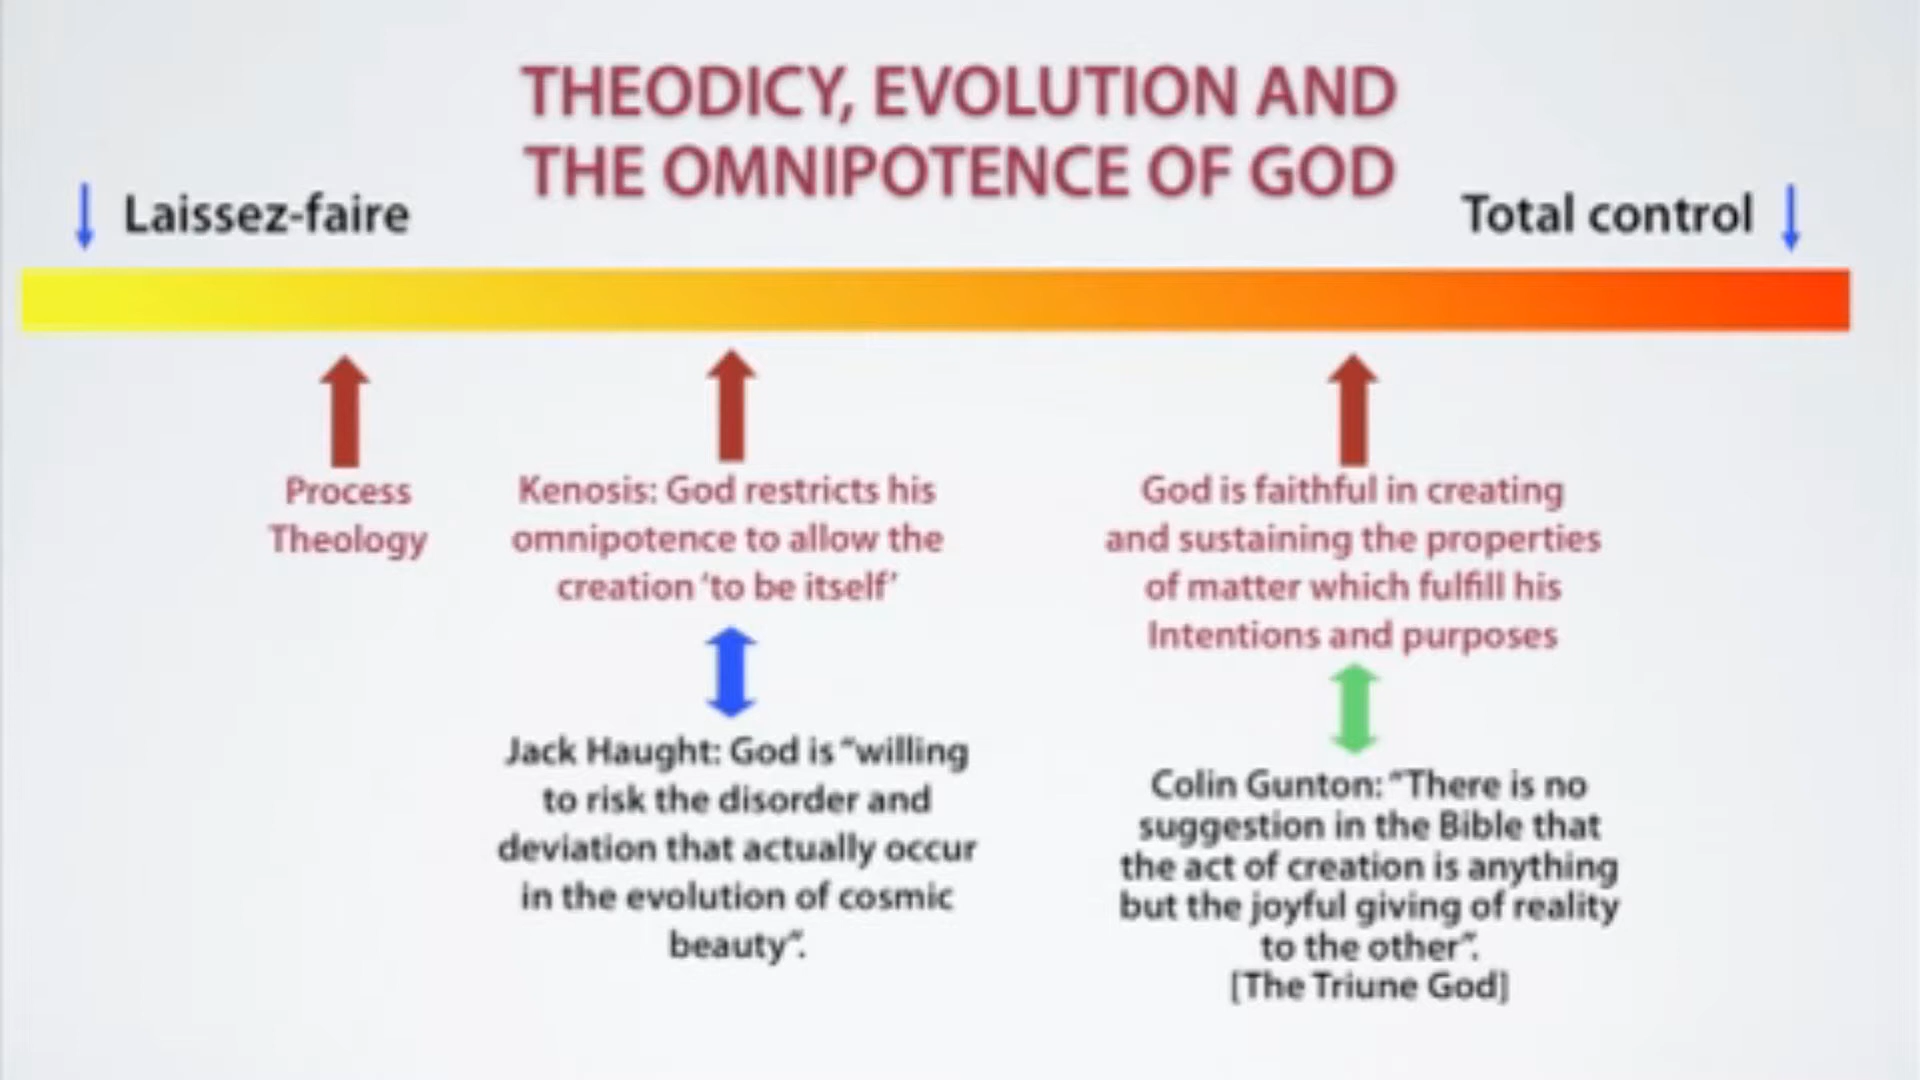 THEODICY, EVOLUTION AND
THE OMNIPOTENCE OF GOD
Laissez-faire
Total control
Process
Theology
Kenosis: God restricts his
omnipotence to allow the
creation ‘to be itself’
Jack Haught: God is “willing
to risk the disorder and
deviation that actually occur
in the evolution of cosmic
beauty”.
God is faithful in creating
and sustaining the properties
of matter which fulfill his
Intentions and purposes
Colin Gunton: “There is no
suggestion in the Bible that
the act of creation is anything
but the joyful giving of reality
to the other”.
[The Triune God]